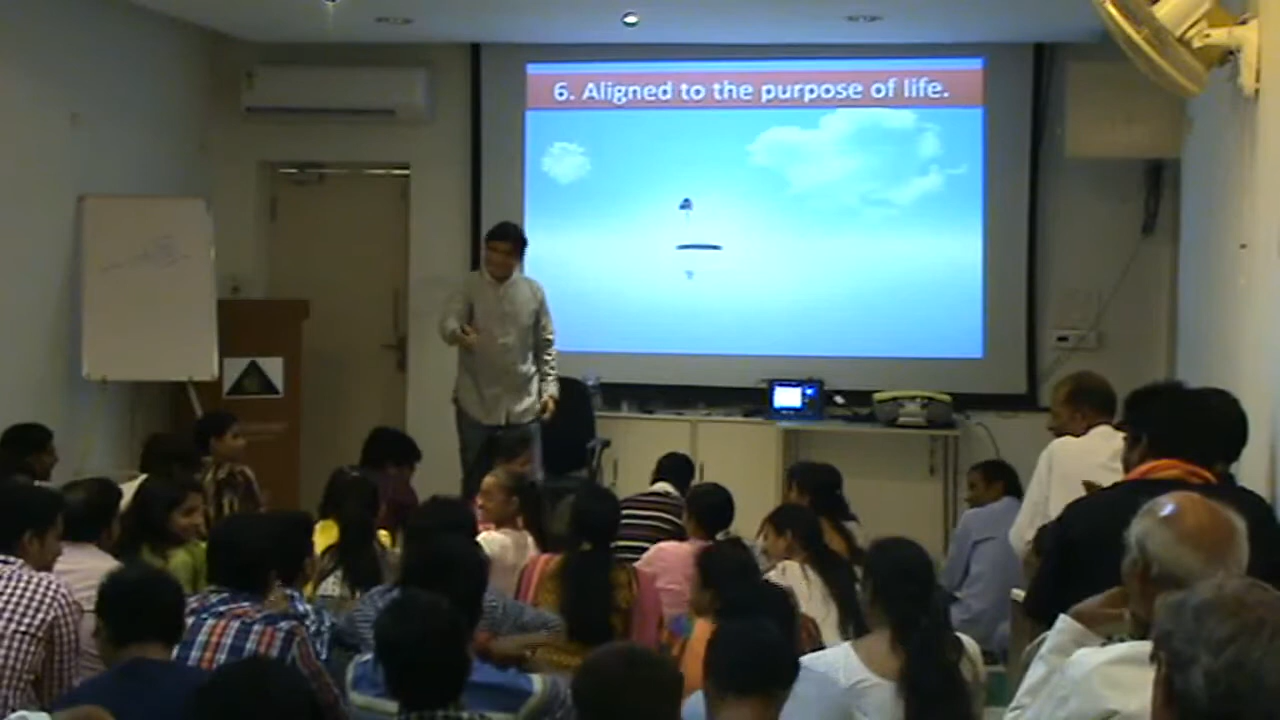 6. Aligned to the purpose of life.